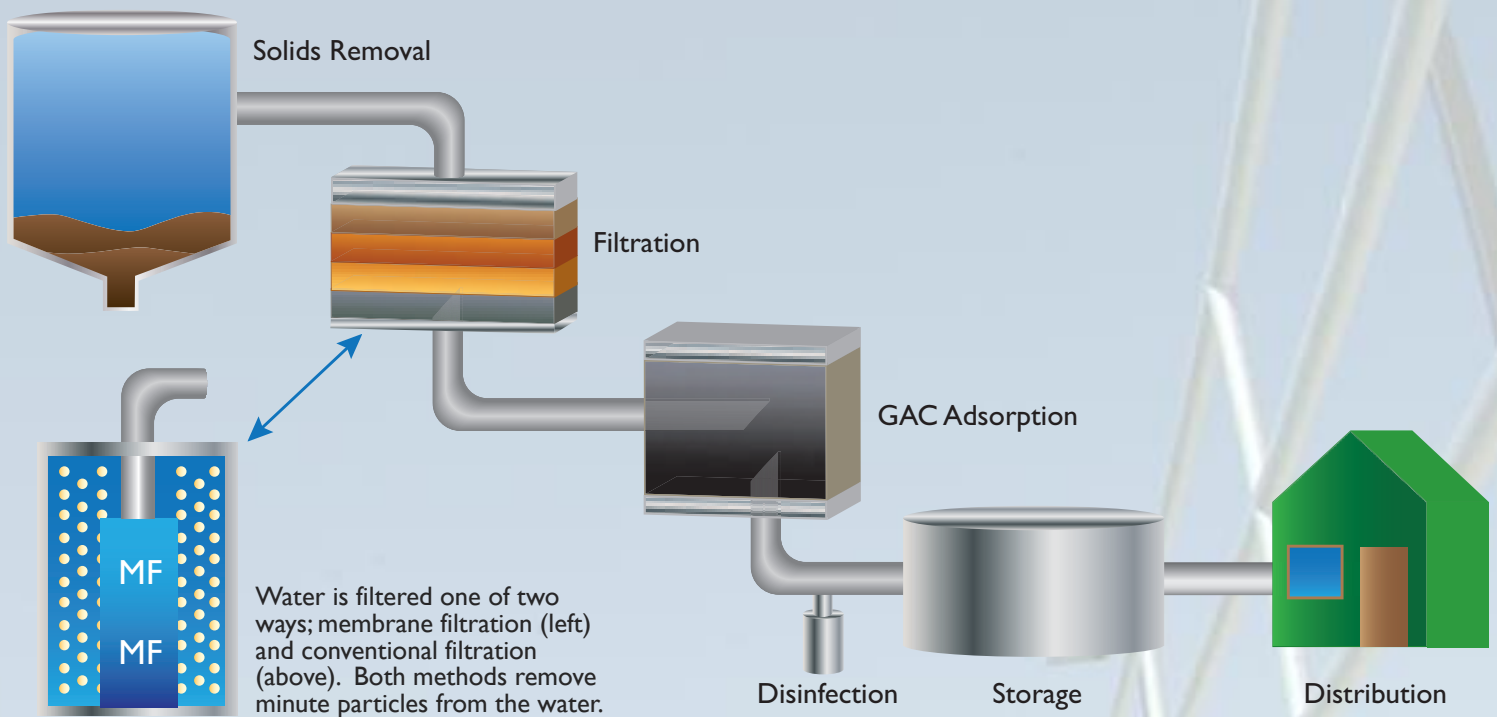 Solids Removal
Filtration
GAC Adsorption
MF
MF
Water is filtered one of two
ways; membrane filtration (left)
and conventional filtration
(above).  Both methods remove
minute particles from the water.
Disinfection
Storage
Distribution